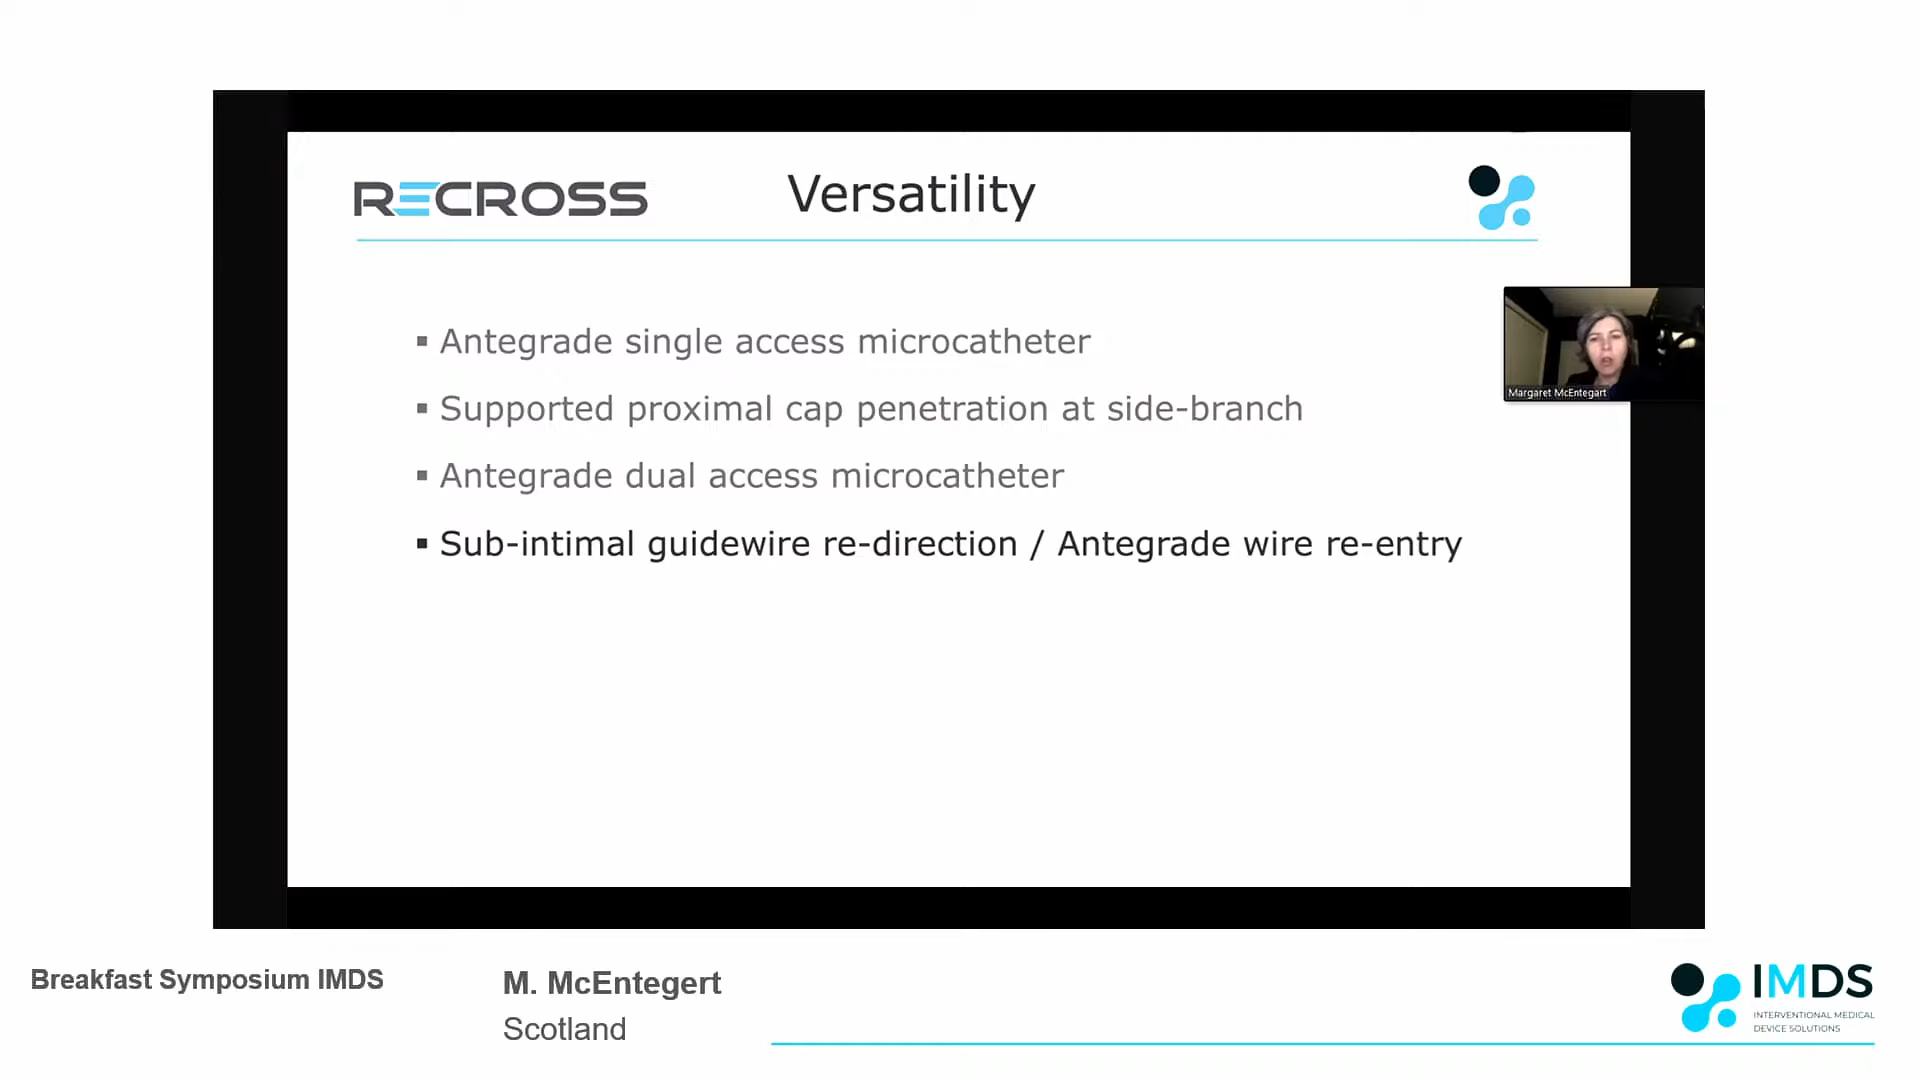 RECROSS
Versatility
▪ Antegrade single access microcatheter
▪ Supported proximal cap penetration at side-branch
▪ Antegrade dual access microcatheter
▪ Sub-intimal guidewire re-direction / Antegrade wire re-entry
Margaret McEntegart
Breakfast Symposium IMDS
M. McEntegert
Scotland
IMDS
INTERVENTIONAL MEDICAL
DEVICE SOLUTIONS